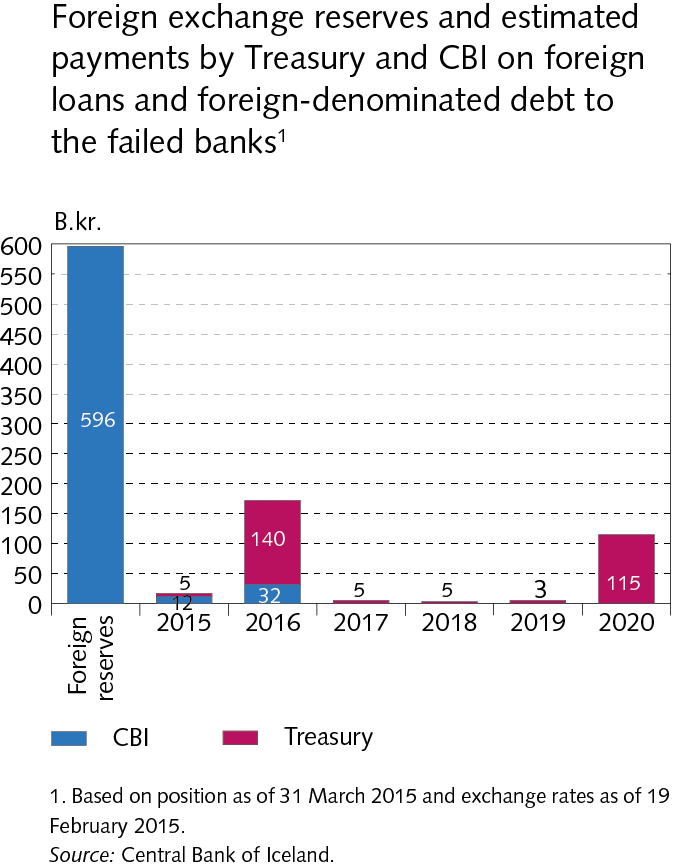 Foreign exchange reserves and estimated
payments by Treasury and CBI on foreign
loans and foreign-denominated debt to
the failed banks¹
B.kr.
600
550
500
450
400
350
300
250
200
150
100
50
0
596
5
12
140
32
5
5
3
115
Foreign
reserves
2015
2016
2017
2018
2019
2020
CBI
Treasury
1. Based on position as of 31 March 2015 and exchange rates as of 19
February 2015.
Source: Central Bank of Iceland.